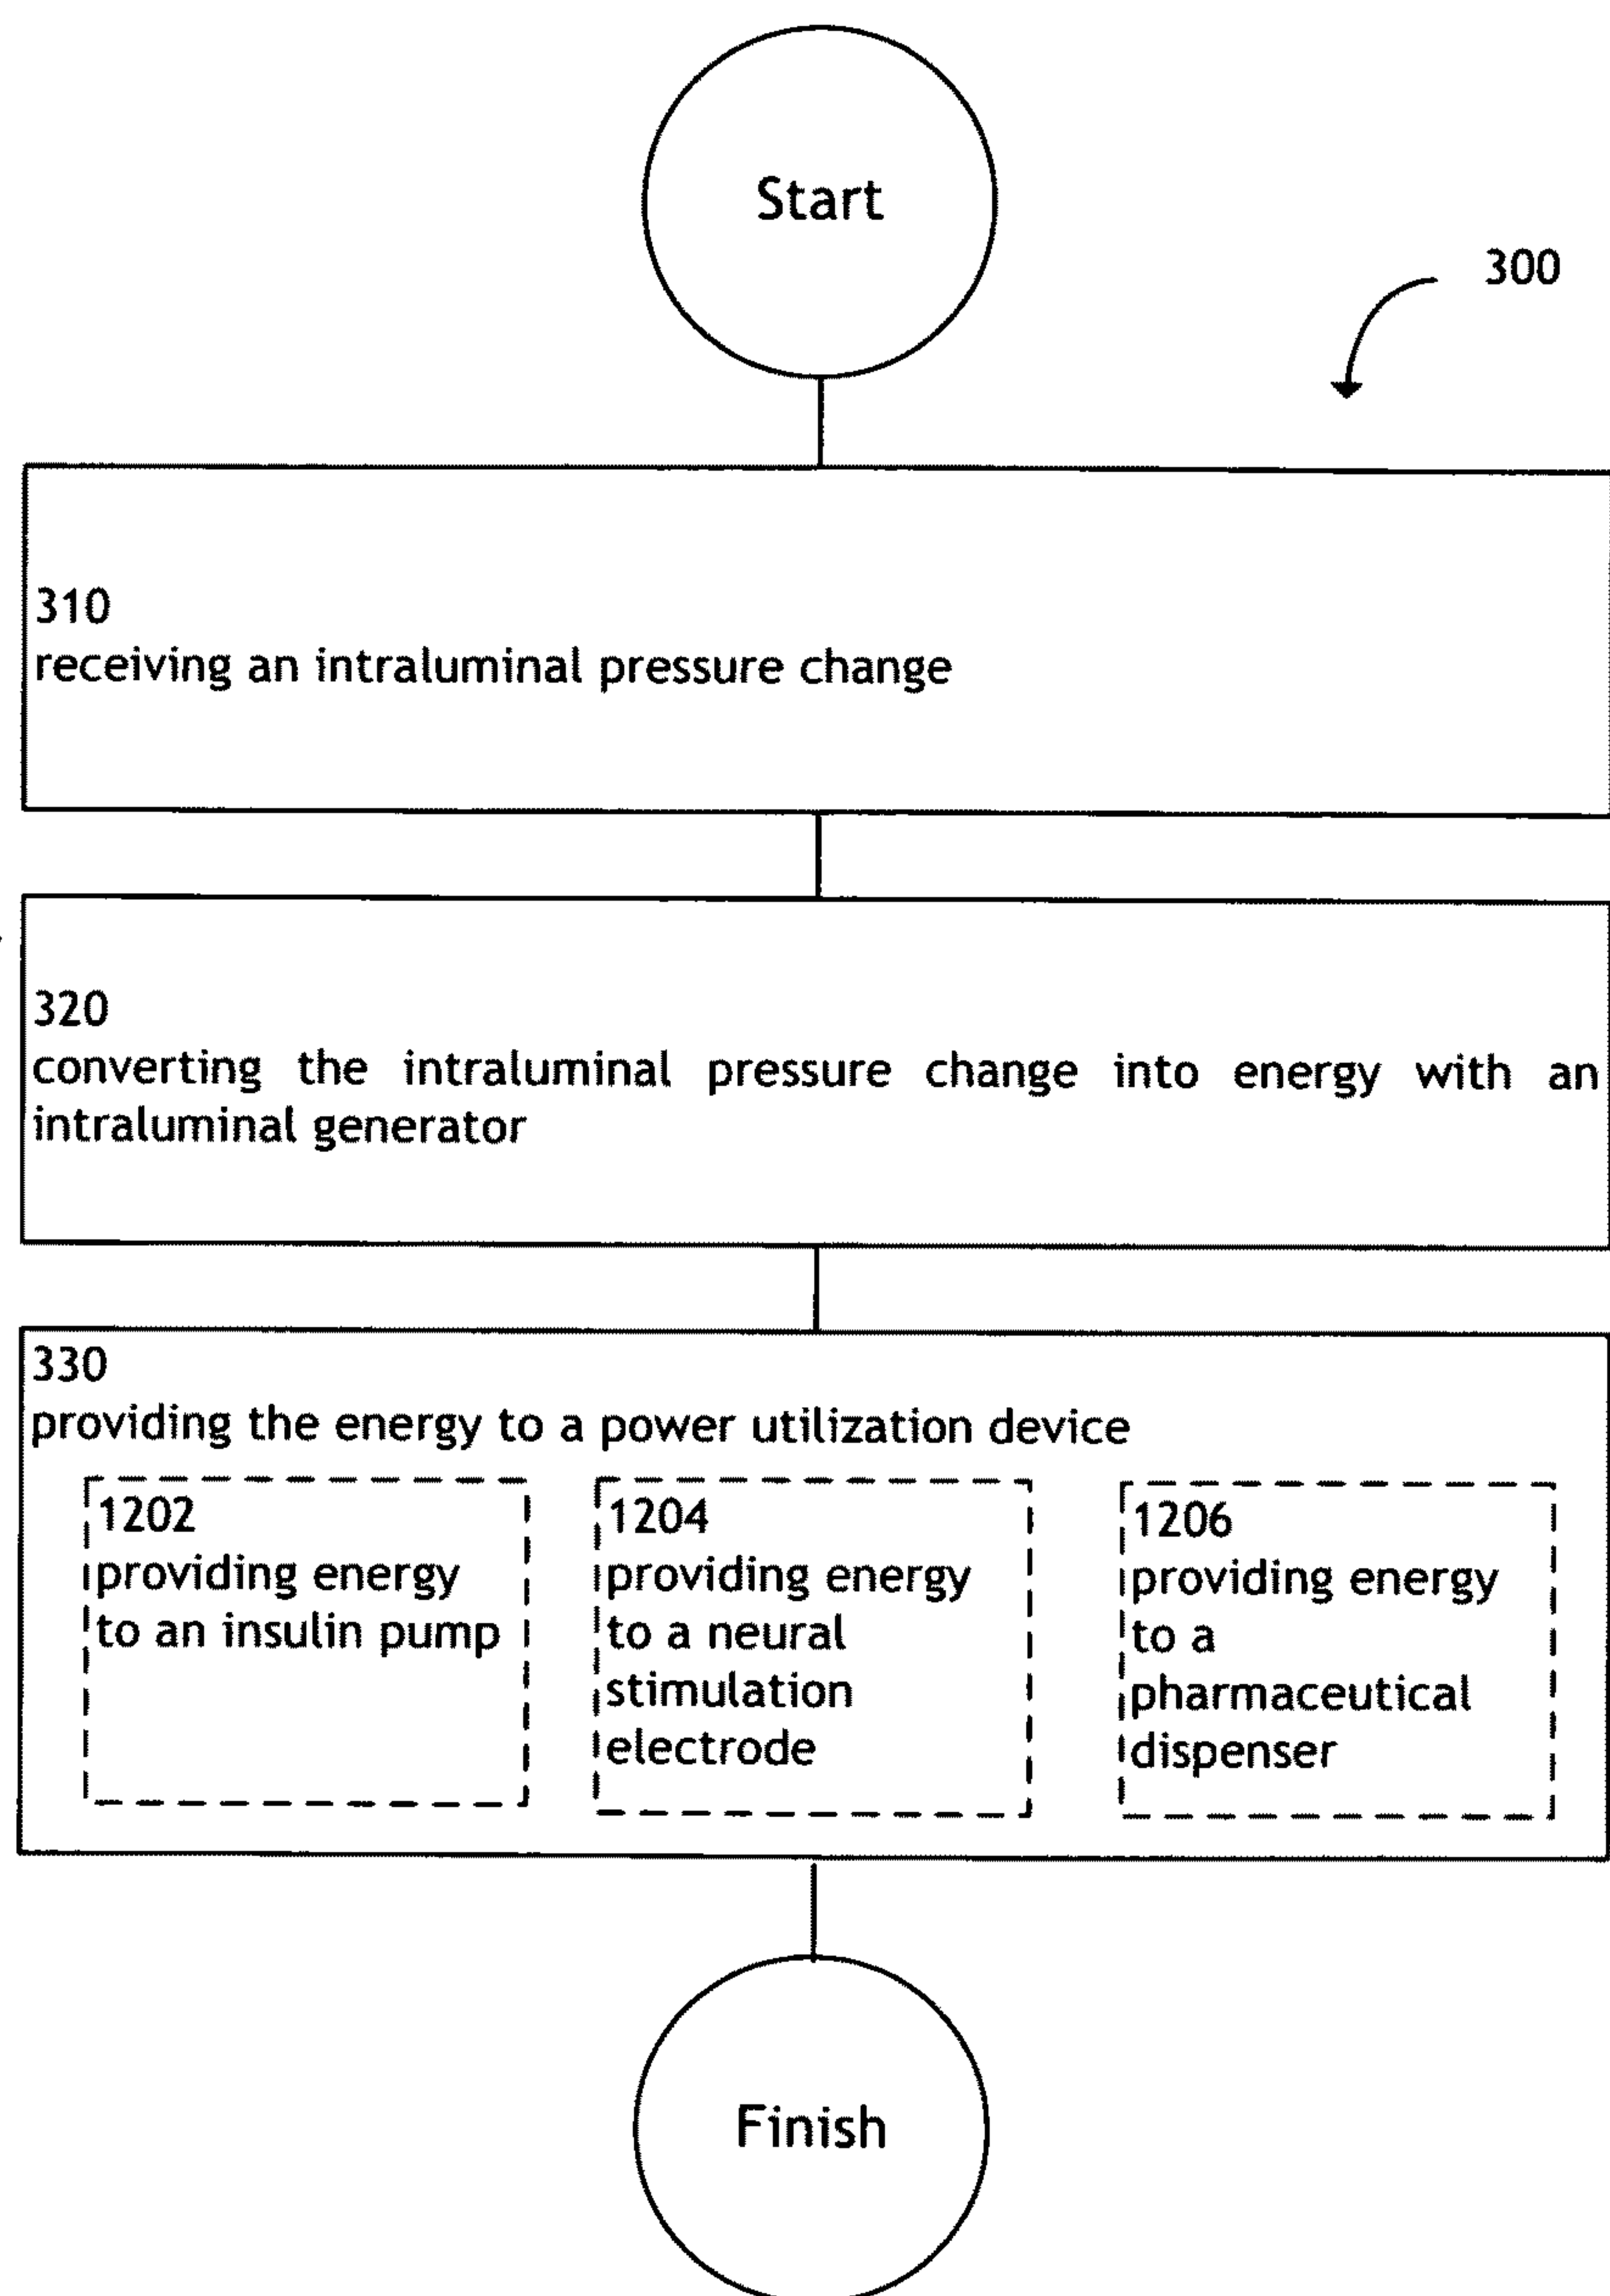 Start
300
310
receiving an intraluminal pressure change
320
converting the intraluminal pressure change into energy with an
intraluminal generator
330
providing the energy to a power utilization device
1202
providing energy
to an insulin pump
1204
providing energy
to a neural
stimulation
electrode
1206
providing energy
to a
pharmaceutical
dispenser
Finish